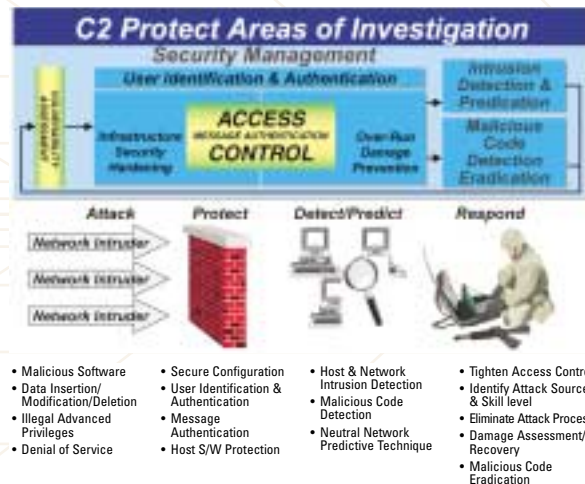 C2 Protect Areas of Investigation
Security Management
User Identification & Authentication
Intrusion
Detection &
Predication
ACCESS
MESSAGE AUTHENTICATION
CONTROL
Infrastructure
Security
Hardening
Over-Run
Damage
Prevention
Malicious
Code
Detection
Eradication
Attack
Protect
Detect/Predict
Respond
Network Intruder
Network Intruder
Network Intruder
• Malicious Software
• Data Insertion/
Modification/Deletion
• Illegal Advanced
Privileges
• Denial of Service
• Secure Configuration
• User Identification &
Authentication
• Message
Authentication
• Host S/W Protection
• Host & Network
Intrusion Detection
• Malicious Code
Detection
• Neutral Network
Predictive Technique
• Tighten Access Contr
• Identify Attack Source
& Skill level
• Eliminate Attack Proces
• Damage Assessment/
Recovery
• Malicious Code
Eradication